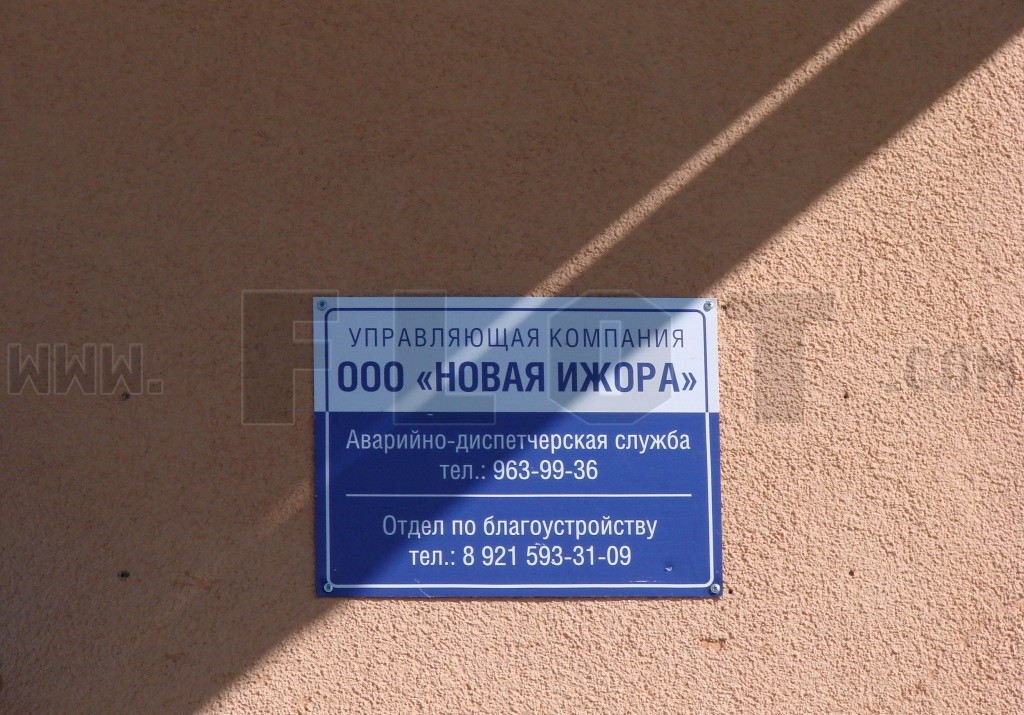 УПРАВЛЯЮЩАЯ КОМПАНИЯ
ООО «НОВАЯ ИЖОРА»
Аварийно-диспетчерская служба
тел.: 963-99-36
Отдел по благоустройству
тел.: 8 921 593-31-09
www.FLOT.com